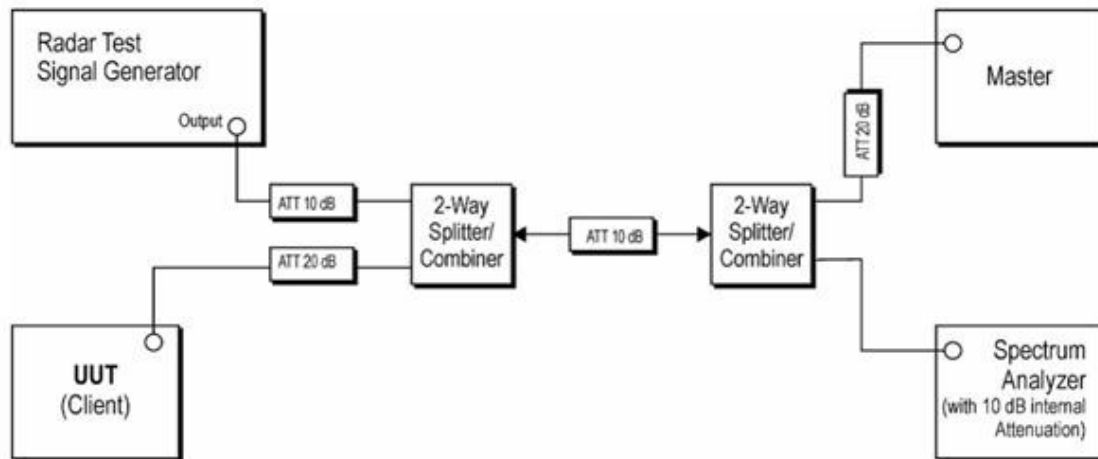 Radar Test
Signal Generator
Output
ATT 10 dB
ATT 20 dB
2-Way
Splitter/
Combiner
ATT 10 dB
2-Way
Splitter/
Combiner
ATT 20 dB
Master
UUT
(Client)
Spectrum
Analyzer
(with 10 dB internal
Attenuation)